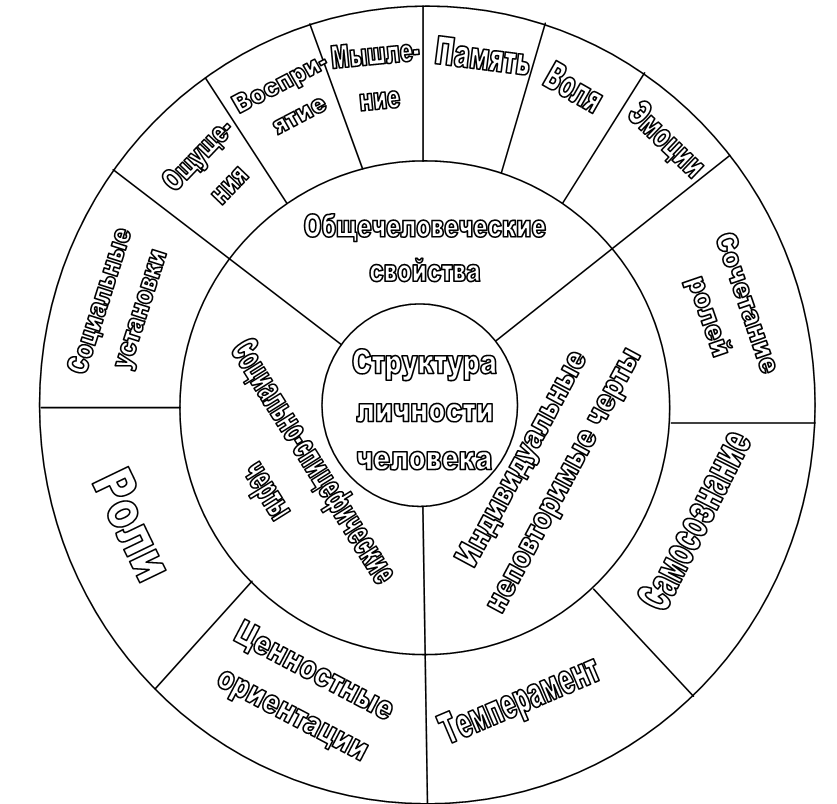 Структура
личности
человека
Общечеловеческие
свойства
Ощуще-
ния
Воспри-
ятие
Мышле-
ние
Память
Воля
Эмоции
Индивидуальные
неповторимые черты
Сочетание
ролей
Самосознание
Темперамент
Социально-спицефические
черты
Ценностные
ориентации
Роли
Социальные
установки